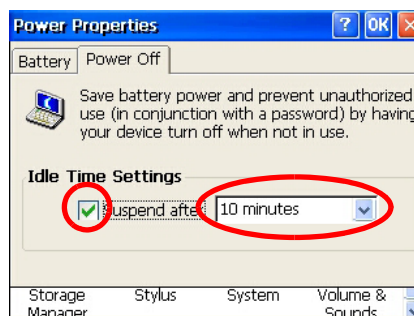 Power Properties ? OK ×
Battery Power Off
Save battery power and prevent unauthorized
use (in conjunction with a password) by having
your device turn off when not in use.
Idle Time Settings
Suspend after 10 minutes
Storage Stylus System Volume &
Manager Sounds